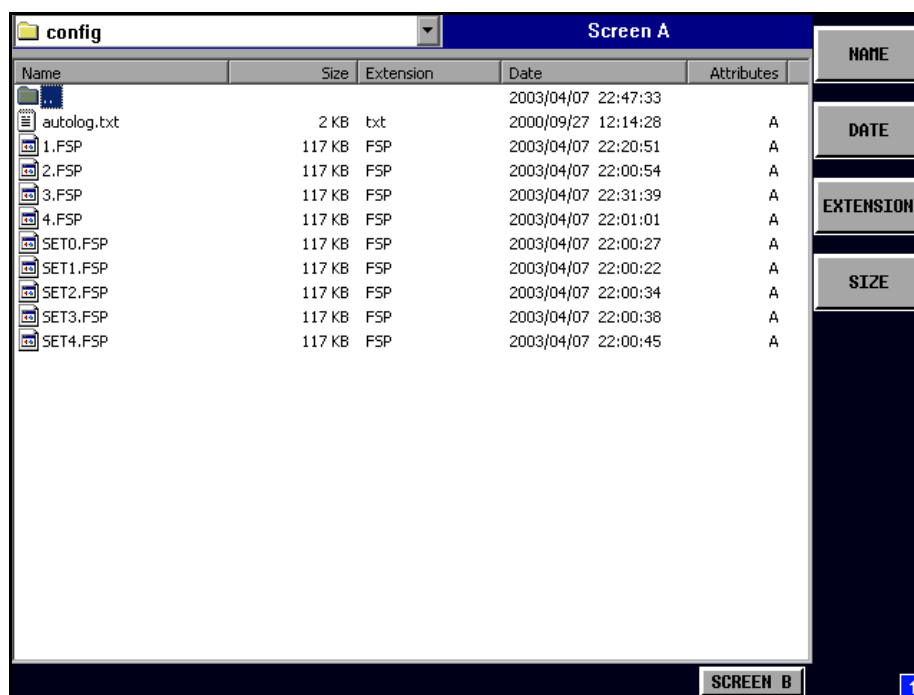 config
Screen A
Name Size Extension Date Attributes
.. 2003/04/07 22:47:33
autolog.txt 2 KB txt 2000/09/27 12:14:28 A
1.FSP 117 KB FSP 2003/04/07 22:20:51 A
2.FSP 117 KB FSP 2003/04/07 22:00:54 A
3.FSP 117 KB FSP 2003/04/07 22:31:39 A
4.FSP 117 KB FSP 2003/04/07 22:01:01 A
SET0.FSP 117 KB FSP 2003/04/07 22:00:27 A
SET1.FSP 117 KB FSP 2003/04/07 22:00:22 A
SET2.FSP 117 KB FSP 2003/04/07 22:00:34 A
SET3.FSP 117 KB FSP 2003/04/07 22:00:38 A
SET4.FSP 117 KB FSP 2003/04/07 22:00:45 A
NAME
DATE
EXTENSION
SIZE
SCREEN B